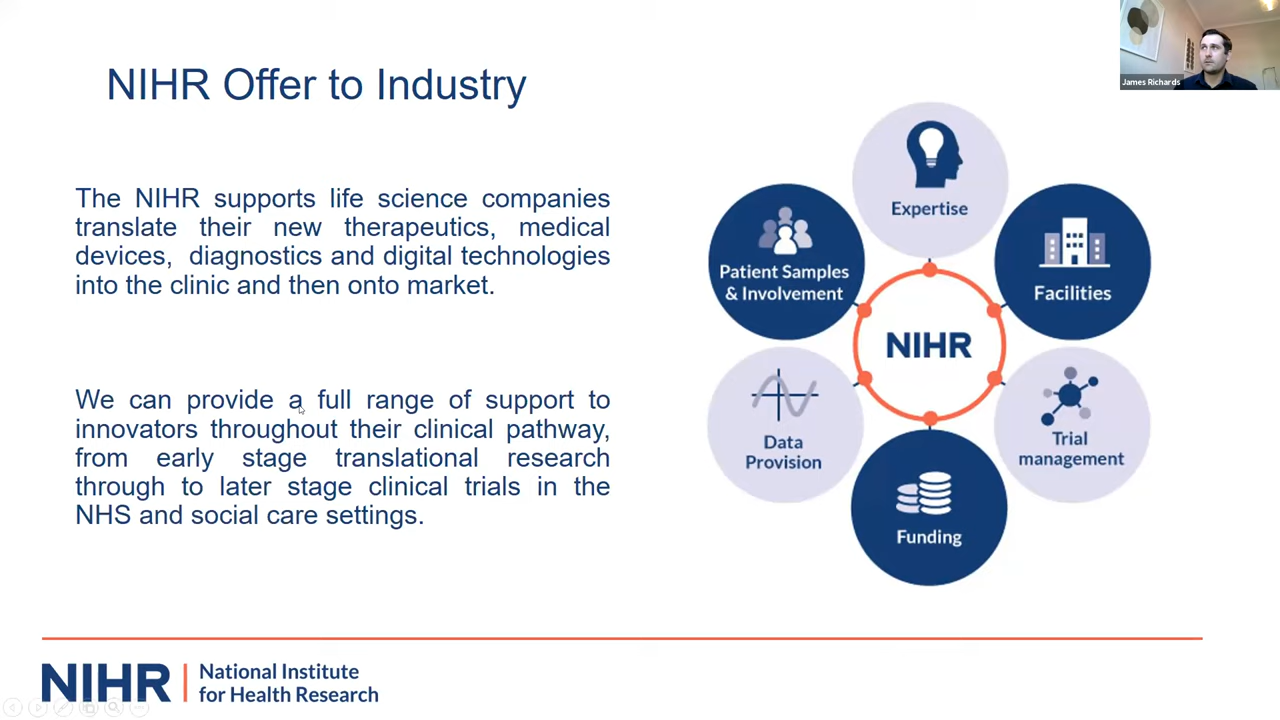 NIHR Offer to Industry
James Richards
The NIHR supports life science companies
translate their new therapeutics, medical
devices, diagnostics and digital technologies
into the clinic and then onto market.
We can provide a full range of support to
innovators throughout their clinical pathway,
from early stage translational research
through to later stage clinical trials in the
NHS and social care settings.
Expertise
Patient Samples
& Involvement
Facilities
NIHR
Data
Provision
Trial
management
Funding
NIHR
National Institute
for Health Research